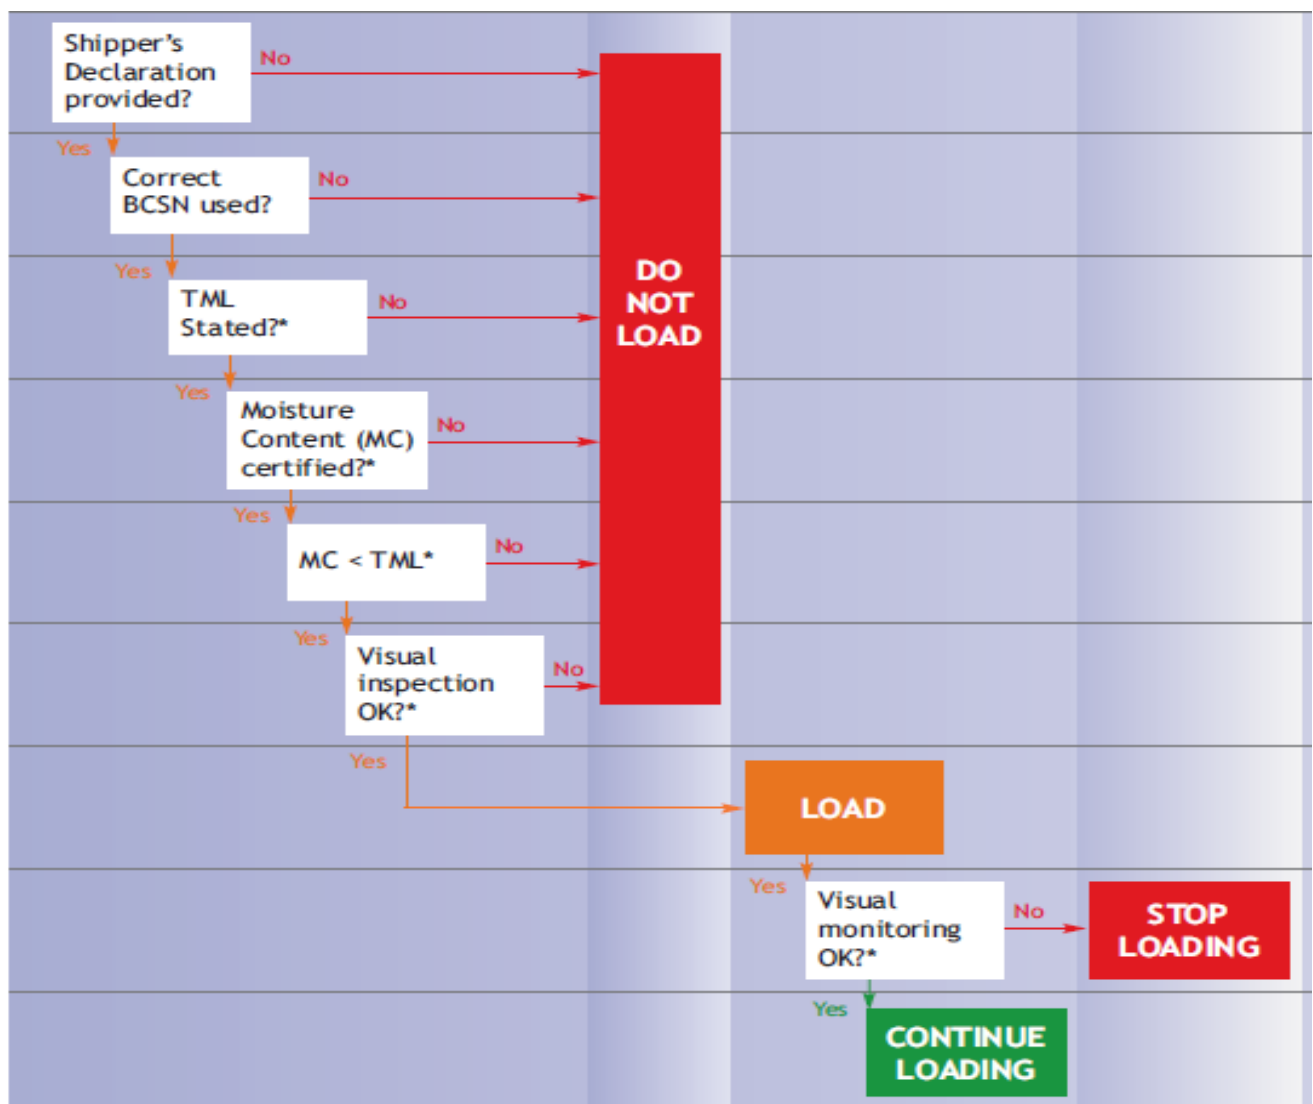 Shipper's
Declaration
provided?
No
Yes
Correct
BCSN used?
No
Yes
TML
Stated?*
No
DO
NOT
LOAD
Yes
Moisture
Content (MC)
certified?*
No
Yes
MC < TML*
No
Yes
Visual
inspection
OK?*
No
Yes
LOAD
Yes
Visual
monitoring
OK?*
No
STOP
LOADING
Yes
CONTINUE
LOADING